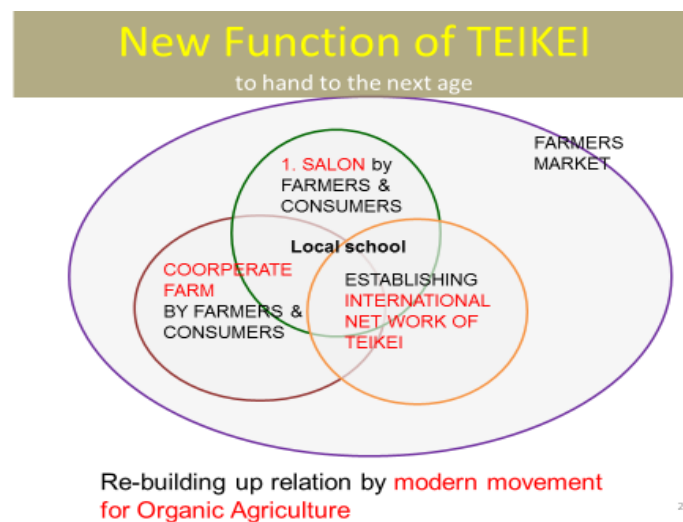 New Function of TEIKEI
to hand to the next age
FARMERS
MARKET
1. SALON by
FARMERS &
CONSUMERS
Local school
COORPERATE
FARM
BY FARMERS &
CONSUMERS
ESTABLISHING
INTERNATIONAL
NET WORK OF
TEIKEI
Re-building up relation by modern movement
for Organic Agriculture
2